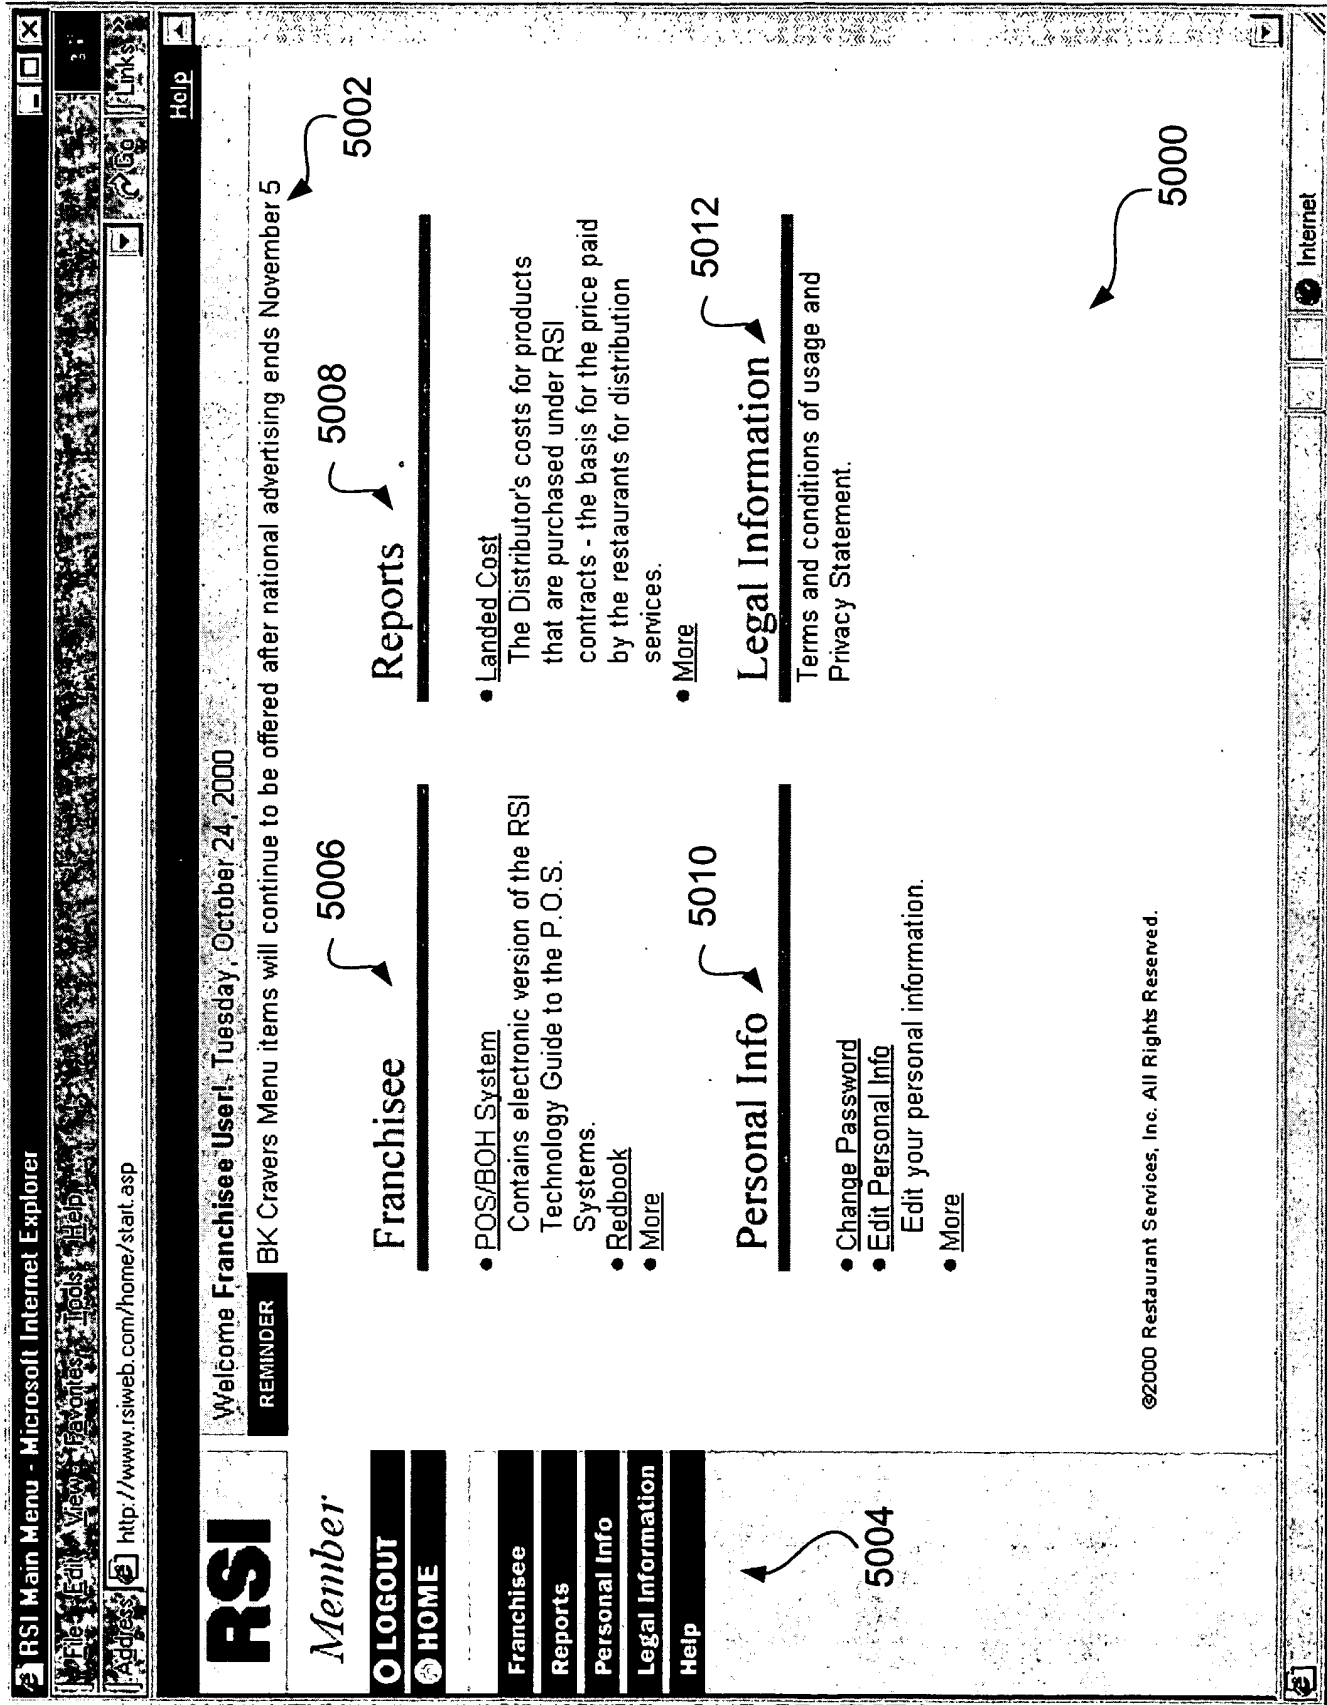 RSI Main Menu - Microsoft Internet Explorer
File Edit View Favorites Tools Help
Address http://www.rsiweb.com/home/start.asp Go Links »
Help
RSI
Welcome Franchisee User! Tuesday, October 24, 2000
REMINDER BK Cravers Menu items will continue to be offered after national advertising ends November 5
5002
Member
LOGOUT
HOME
Franchisee
Reports
Personal Info
Legal Information
Help
5004
5006
Franchisee
• POS/BOH System
Contains electronic version of the RSI
Technology Guide to the P.O.S.
Systems.
• Redbook
• More
5008
Reports
• Landed Cost
The Distributor's costs for products
that are purchased under RSI
contracts - the basis for the price paid
by the restaurants for distribution
services.
• More
5010
Personal Info
• Change Password
• Edit Personal Info
Edit your personal information.
• More
5012
Legal Information
Terms and conditions of usage and
Privacy Statement.
5000
©2000 Restaurant Services, Inc. All Rights Reserved.
Internet